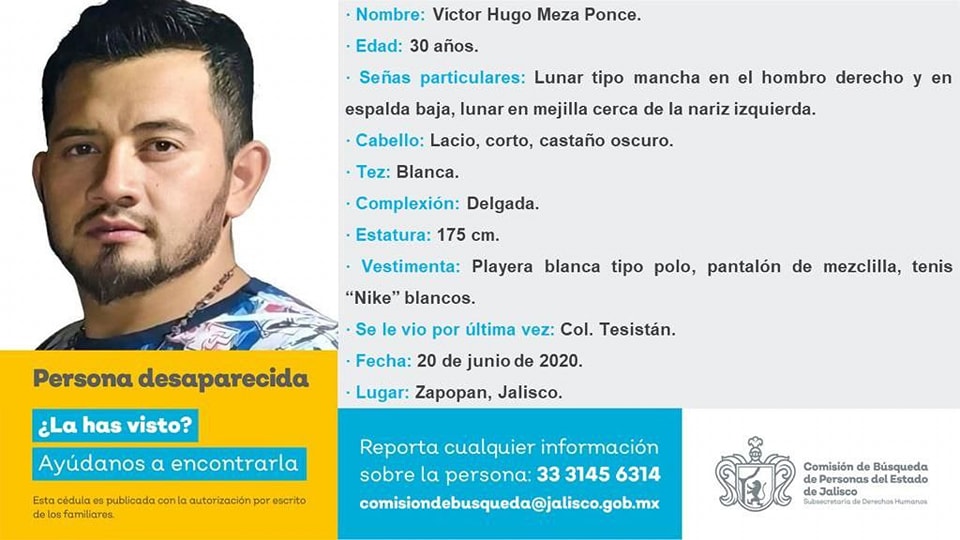 · Nombre: Víctor Hugo Meza Ponce.
· Edad: 30 años.
· Señas particulares: Lunar tipo mancha en el hombro derecho y en
espalda baja, lunar en mejilla cerca de la nariz izquierda.
· Cabello: Lacio, corto, castaño oscuro.
· Tez: Blanca.
· Complexión: Delgada.
· Estatura: 175 cm.
· Vestimenta: Playera blanca tipo polo, pantalón de mezclilla, tenis
“Nike” blancos.
· Se le vio por última vez: Col. Tesistán.
· Fecha: 20 de junio de 2020.
· Lugar: Zapopan, Jalisco.
Persona desaparecida
¿La has visto?
Ayúdanos a encontrarla
Esta cédula es publicada con la autorización por escrito
de los familiares.
Reporta cualquier información
sobre la persona: 33 3145 6314
comisiondebusqueda@jalisco.gob.mx
Comisión de Búsqueda
de Personas del Estado
de Jalisco
Subsecretaría de Derechos Humanos